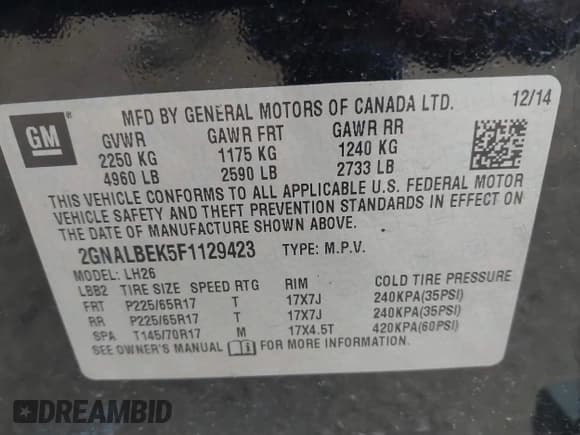 GM
MFD BY GENERAL MOTORS OF CANADA LTD. 12/14
GVWR GAWR FRT GAWR RR
2250 KG 1175 KG 1240 KG
4960 LB 2590 LB 2733 LB
THIS VEHICLE CONFORMS TO ALL APPLICABLE U.S. FEDERAL MOTOR
VEHICLE SAFETY AND THEFT PREVENTION STANDARDS IN EFFECT ON
THE DATE OF MANUFACTURE SHOWN ABOVE.
2GNALBEK5F1129423 TYPE: M.P.V.
MODEL: LH26
LBB2 TIRE SIZE SPEED RTG RIM COLD TIRE PRESSURE
FRT P225/65R17 T 17X7J 240KPA(35PSI)
RR P225/65R17 T 17X7J 240KPA(35PSI)
SPA T145/70R17 M 17X4.5T 420KPA(60PSI)
SEE OWNER'S MANUAL FOR MORE INFORMATION.
DREAMBID